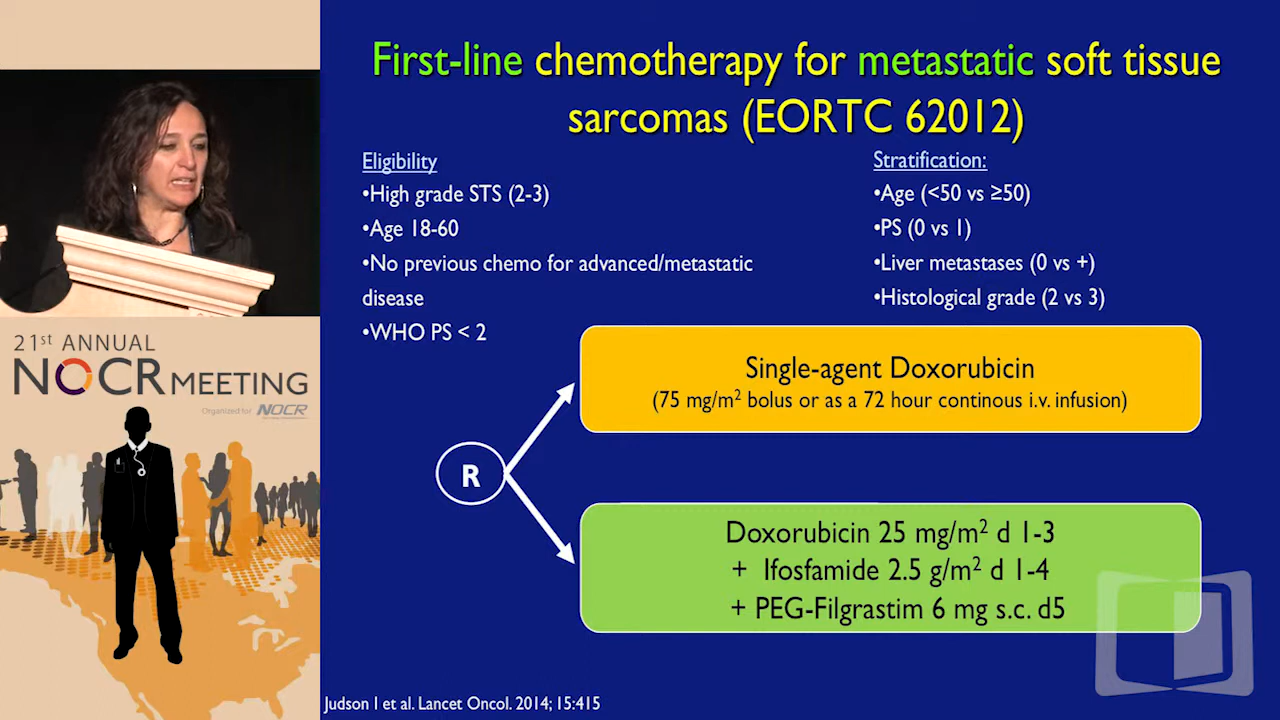 First-line chemotherapy for metastatic soft tissue
sarcomas (EORTC 62012)
Eligibility
•High grade STS (2-3)
•Age 18-60
•No previous chemo for advanced/metastatic
disease
•WHO PS < 2
Stratification:
•Age (<50 vs ≥50)
•PS (0 vs 1)
•Liver metastases (0 vs +)
•Histological grade (2 vs 3)
R
Single-agent Doxorubicin
(75 mg/m² bolus or as a 72 hour continous i.v. infusion)
Doxorubicin 25 mg/m² d 1-3
+ Ifosfamide 2.5 g/m² d 1-4
+ PEG-Filgrastim 6 mg s.c. d5
Judson I et al. Lancet Oncol. 2014; 15:415
21st ANNUAL
NOCR MEETING
Organized for NOCR